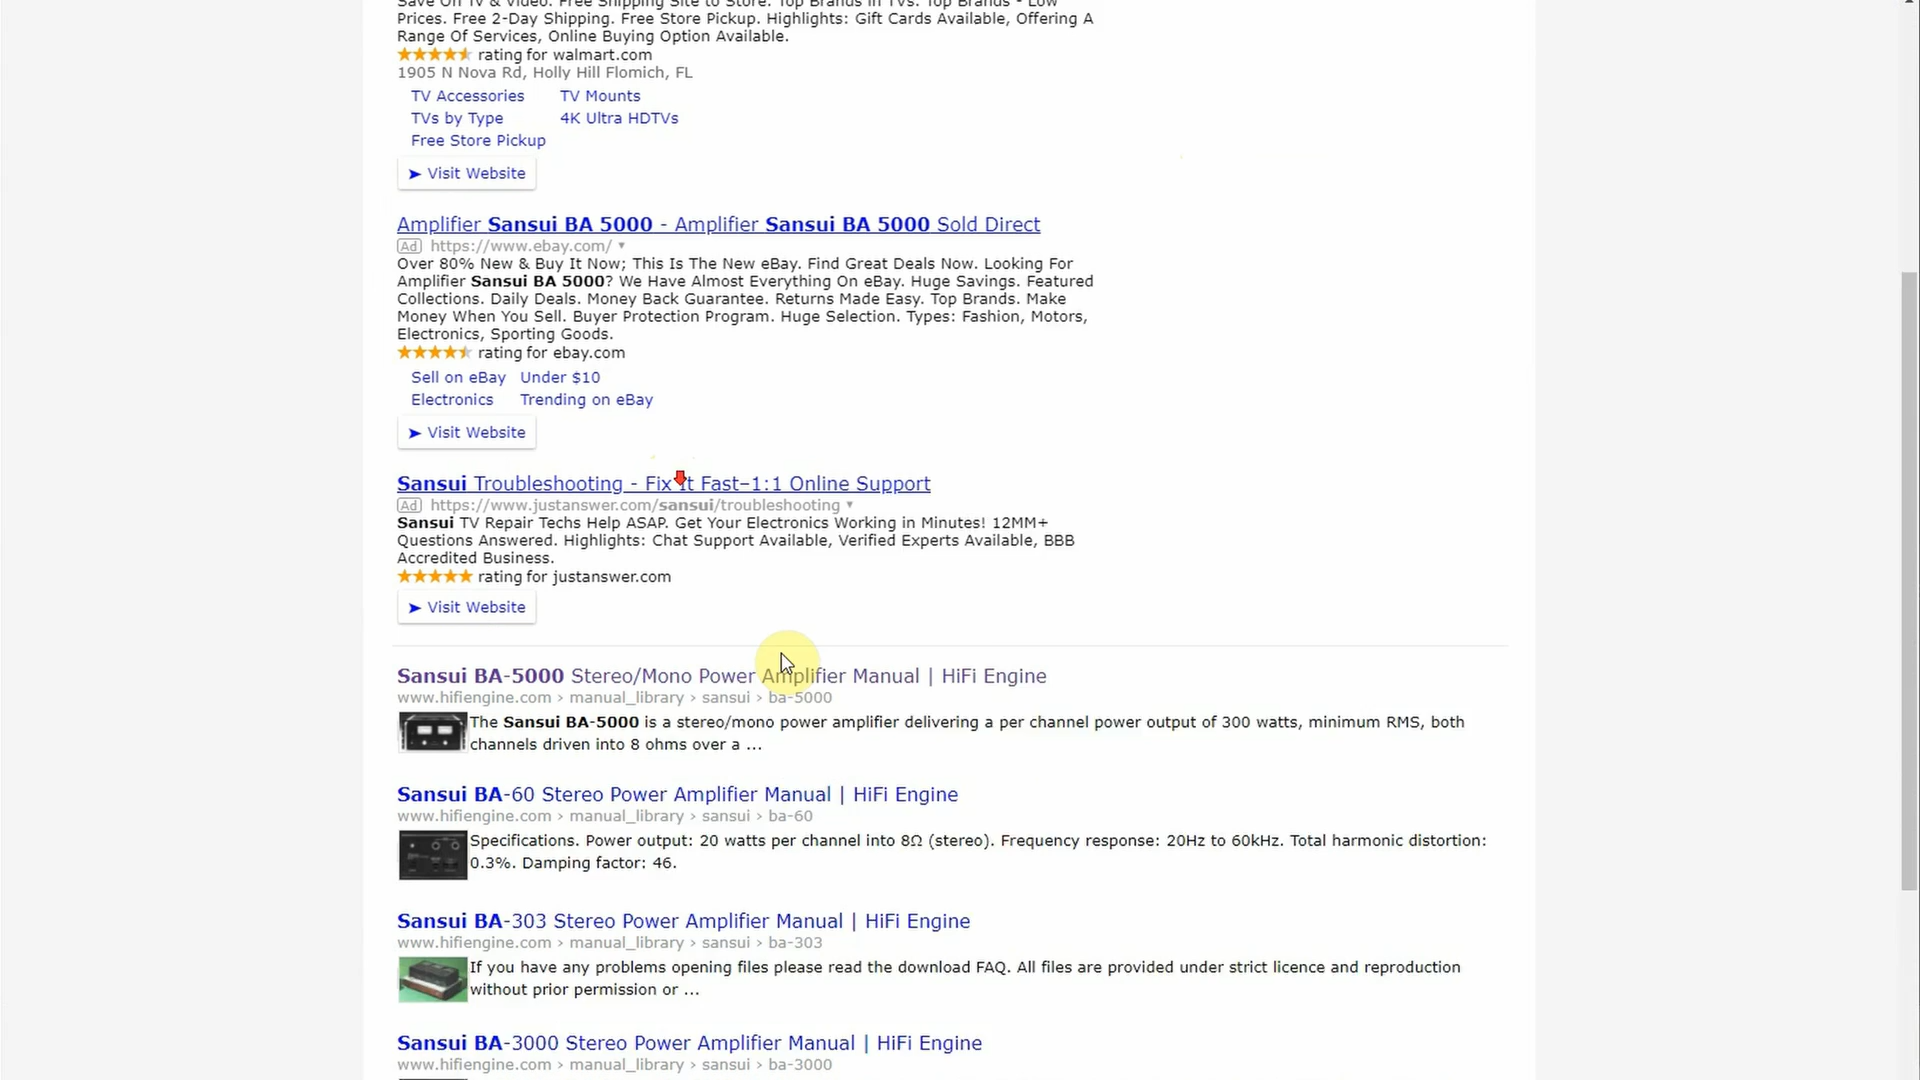 Save On TV & Video. Free Shipping Site to Store. Top Brands In TVs. Top Brands - Low
Prices. Free 2-Day Shipping. Free Store Pickup. Highlights: Gift Cards Available, Offering A
Range Of Services, Online Buying Option Available.
rating for walmart.com
1905 N Nova Rd, Holly Hill Flomich, FL
TV Accessories TV Mounts
TVs by Type 4K Ultra HDTVs
Free Store Pickup
➤ Visit Website
Amplifier Sansui BA 5000 - Amplifier Sansui BA 5000 Sold Direct
Ad https://www.ebay.com/ ▾
Over 80% New & Buy It Now; This Is The New eBay. Find Great Deals Now. Looking For
Amplifier Sansui BA 5000? We Have Almost Everything On eBay. Huge Savings. Featured
Collections. Daily Deals. Money Back Guarantee. Returns Made Easy. Top Brands. Make
Money When You Sell. Buyer Protection Program. Huge Selection. Types: Fashion, Motors,
Electronics, Sporting Goods.
rating for ebay.com
Sell on eBay Under $10
Electronics Trending on eBay
➤ Visit Website
Sansui Troubleshooting - Fix It Fast–1:1 Online Support
Ad https://www.justanswer.com/sansui/troubleshooting ▾
Sansui TV Repair Techs Help ASAP. Get Your Electronics Working in Minutes! 12MM+
Questions Answered. Highlights: Chat Support Available, Verified Experts Available, BBB
Accredited Business.
rating for justanswer.com
➤ Visit Website
Sansui BA-5000 Stereo/Mono Power Amplifier Manual | HiFi Engine
www.hifiengine.com › manual_library › sansui › ba-5000
The Sansui BA-5000 is a stereo/mono power amplifier delivering a per channel power output of 300 watts, minimum RMS, both
channels driven into 8 ohms over a ...
Sansui BA-60 Stereo Power Amplifier Manual | HiFi Engine
www.hifiengine.com › manual_library › sansui › ba-60
Specifications. Power output: 20 watts per channel into 8Ω (stereo). Frequency response: 20Hz to 60kHz. Total harmonic distortion:
0.3%. Damping factor: 46.
Sansui BA-303 Stereo Power Amplifier Manual | HiFi Engine
www.hifiengine.com › manual_library › sansui › ba-303
If you have any problems opening files please read the download FAQ. All files are provided under strict licence and reproduction
without prior permission or ...
Sansui BA-3000 Stereo Power Amplifier Manual | HiFi Engine
www.hifiengine.com › manual_library › sansui › ba-3000